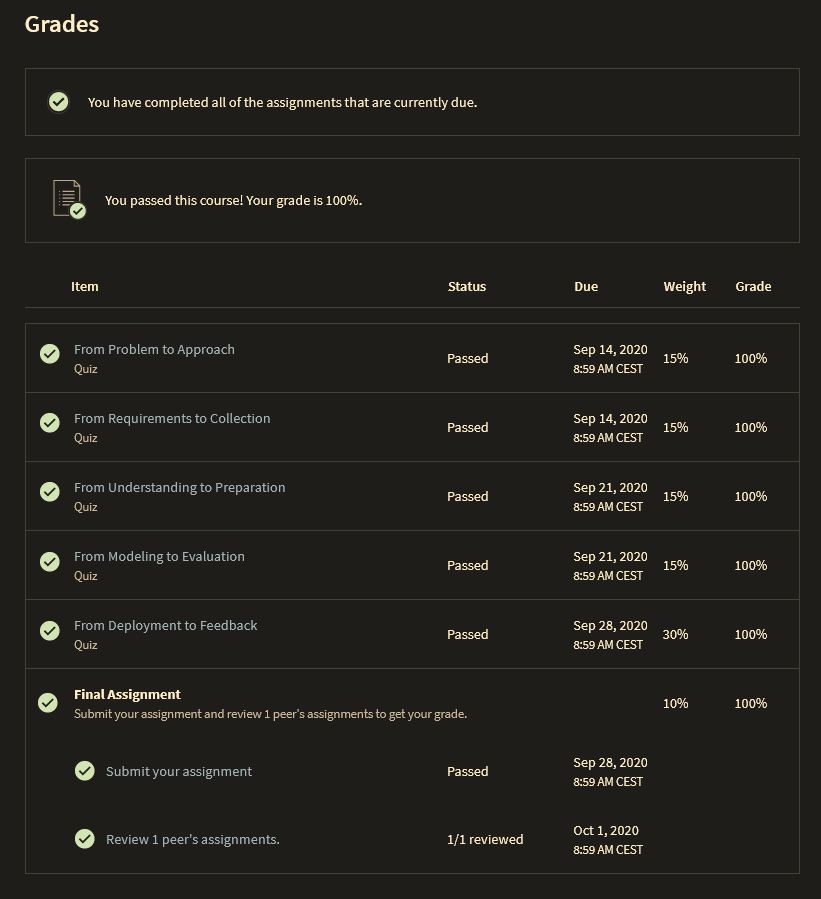 Grades
You have completed all of the assignments that are currently due.
You passed this course! Your grade is 100%.
Item Status Due Weight Grade
From Problem to Approach
Quiz
Passed
Sep 14, 2020
8:59 AM CEST
15%
100%
From Requirements to Collection
Quiz
Passed
Sep 14, 2020
8:59 AM CEST
15%
100%
From Understanding to Preparation
Quiz
Passed
Sep 21, 2020
8:59 AM CEST
15%
100%
From Modeling to Evaluation
Quiz
Passed
Sep 21, 2020
8:59 AM CEST
15%
100%
From Deployment to Feedback
Quiz
Passed
Sep 28, 2020
8:59 AM CEST
30%
100%
Final Assignment
Submit your assignment and review 1 peer's assignments to get your grade.
10%
100%
Submit your assignment
Passed
Sep 28, 2020
8:59 AM CEST
Review 1 peer's assignments.
1/1 reviewed
Oct 1, 2020
8:59 AM CEST